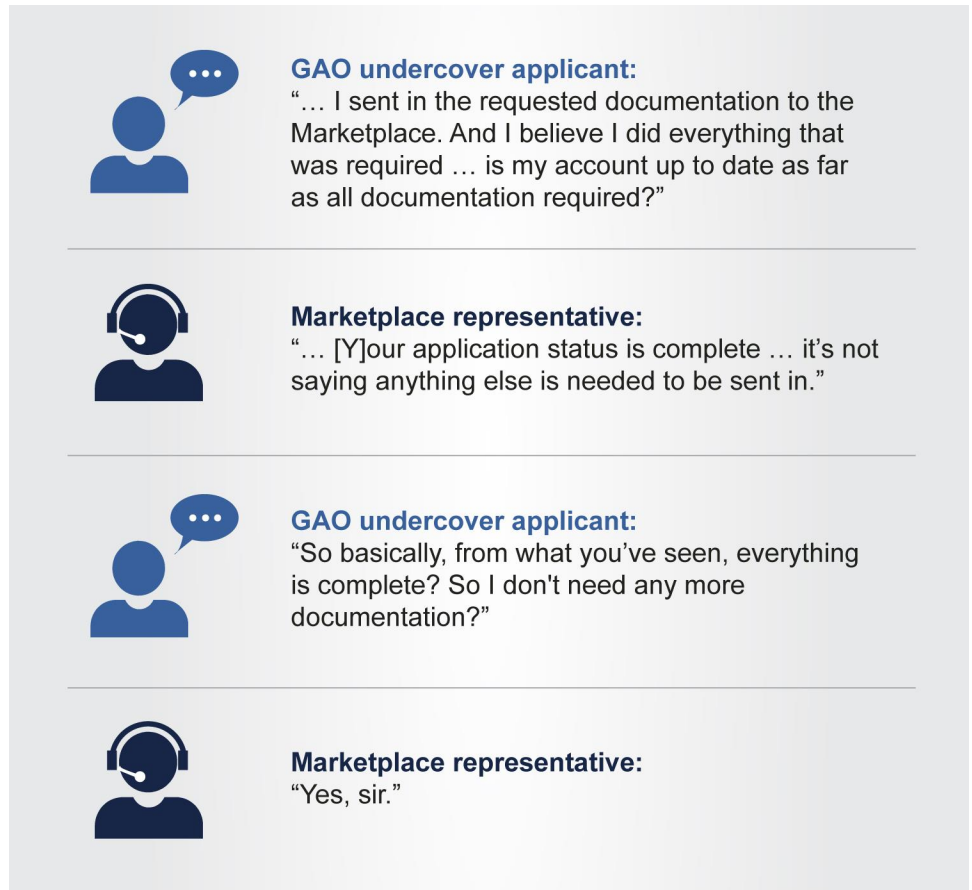 GAO undercover applicant:
“… I sent in the requested documentation to the
Marketplace. And I believe I did everything that
was required … is my account up to date as far
as all documentation required?”
Marketplace representative:
“… [Y]our application status is complete … it’s not
saying anything else is needed to be sent in.”
GAO undercover applicant:
“So basically, from what you’ve seen, everything
is complete? So I don't need any more
documentation?”
Marketplace representative:
“Yes, sir.”